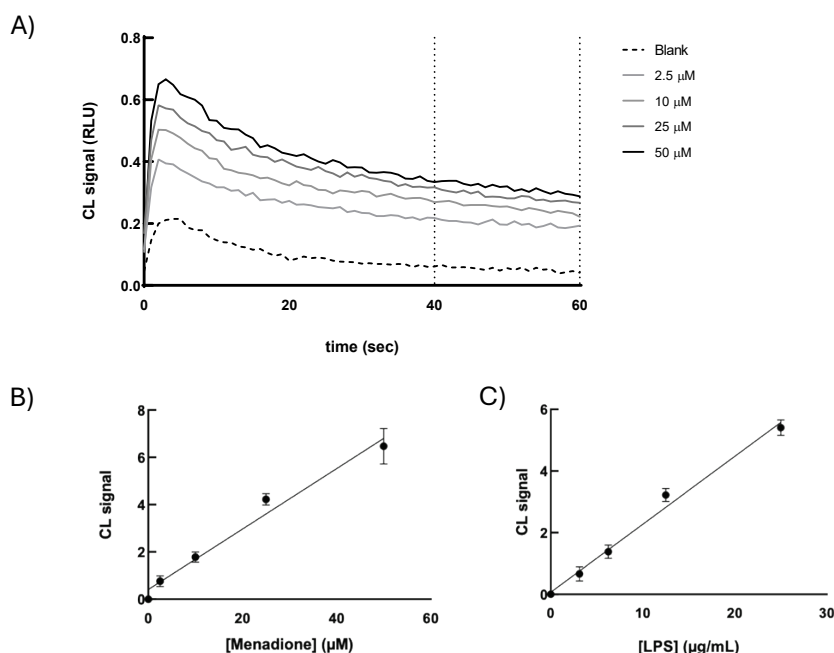 A)
0.8
0.6
0.4
0.2
0.0
CL signal (RLU)
0 20 40 60
time (sec)
Blank
2.5 μM
10 μM
25 μM
50 μM
B)
8
6
4
2
0
CL signal
0 20 40 60
[Menadione] (μM)
C)
6
4
2
0
CL signal
0 10 20 30
[LPS] (μg/mL)